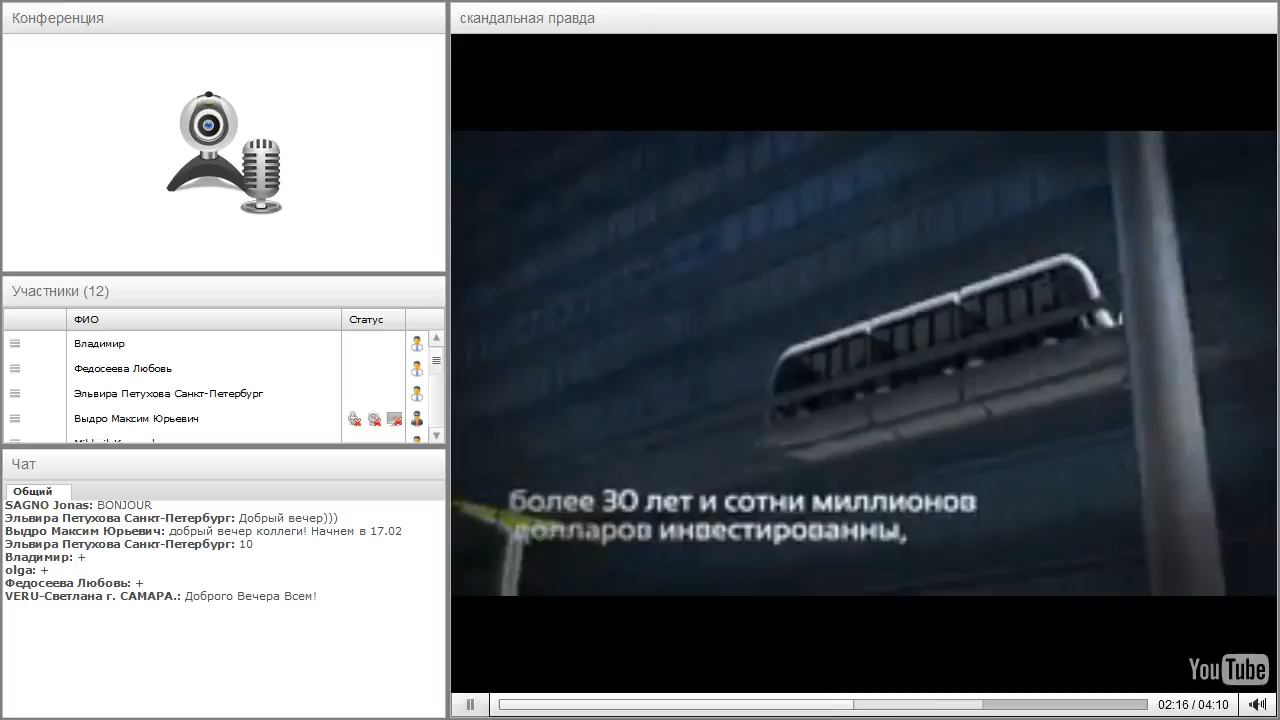 Конференция
скандальная правда
Участники (12)
ФИО
Статус
Владимир
Федосеева Любовь
Эльвира Петухова Санкт-Петербург
Выдро Максим Юрьевич
Чат
Общий
SAGNO Jonas: BONJOUR
Эльвира Петухова Санкт-Петербург: Добрый вечер)))
Выдро Максим Юрьевич: добрый вечер коллеги! Начнем в 17.02
Эльвира Петухова Санкт-Петербург: 10
Владимир: +
olga: +
Федосеева Любовь: +
VERU-Светлана г. САМАРА.: Доброго Вечера Всем!
более 30 лет и сотни миллионов
долларов инвестированны,
YouTube
02:16 / 04:10